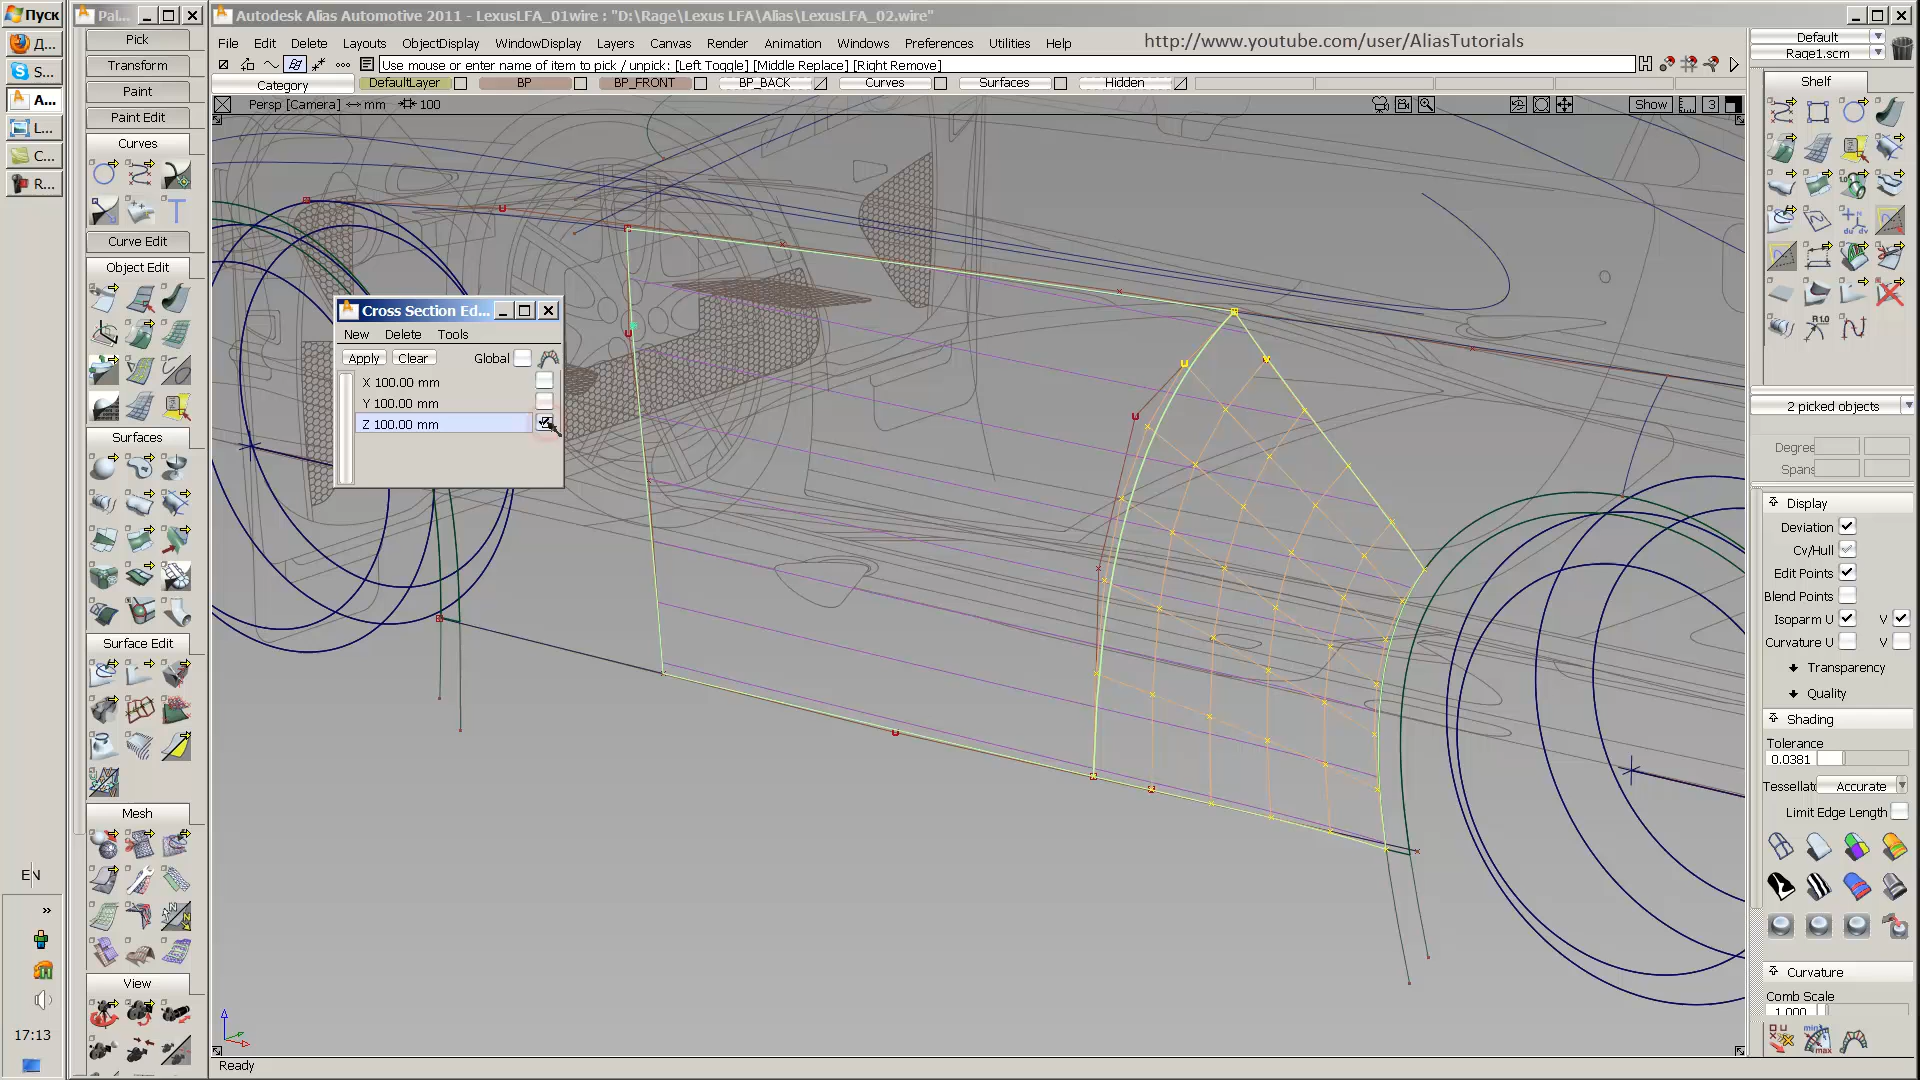 Пуск
Д...
S...
A...
L...
C...
R...
EN
»
17:13
Pal...
Pick
Transform
Paint
Paint Edit
Curves
Curve Edit
Object Edit
Surfaces
Surface Edit
Mesh
View
Autodesk Alias Automotive 2011 - LexusLFA_01wire : "D:\Rage\Lexus LFA\Alias\LexusLFA_02.wire"
File Edit Delete Layouts ObjectDisplay WindowDisplay Layers Canvas Render Animation Windows Preferences Utilities Help
http://www.youtube.com/user/AliasTutorials
Use mouse or enter name of item to pick / unpick: [Left Toggle] [Middle Replace] [Right Remove]
Category DefaultLayer BP BP_FRONT BP_BACK Curves Surfaces Hidden
Persp [Camera] mm 100
Show 3
Cross Section Ed...
New Delete Tools
Apply Clear Global
X 100.00 mm
Y 100.00 mm
Z 100.00 mm
Ready
Default
Rage1.scm
Shelf
R1.0
2 picked objects
Degree
Spans
Display
Deviation
Cv/Hull
Edit Points
Blend Points
Isoparm U V
Curvature U V
Transparency
Quality
Shading
Tolerance
0.0381
Tessellat Accurate
Limit Edge Length
Curvature
Comb Scale
1.000